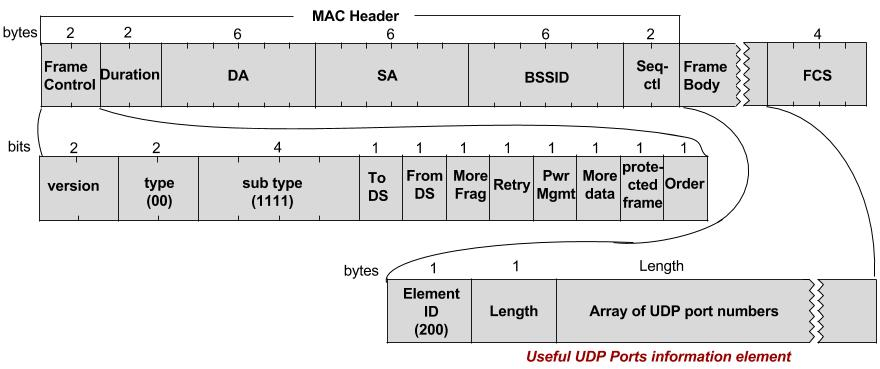 MAC Header
bytes 2 2 6 6 6 2 4
Frame Control Duration DA SA BSSID Seq-ctl Frame Body FCS
bits 2 2 4 1 1 1 1 1 1 1 1
version type (00) sub type (1111) To DS From DS More Frag Retry Pwr Mgmt More data prote-cted frame Order
bytes 1 1 Length
Element ID (200) Length Array of UDP port numbers
Useful UDP Ports information element